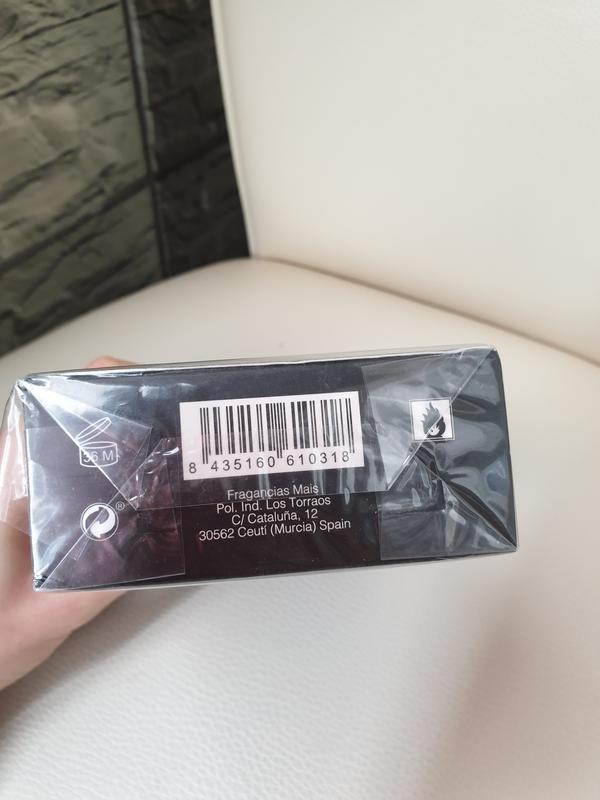 36 M
8 435160 610318
®
Fragancias Mais
Pol. Ind. Los Torraos
C/ Cataluña, 12
30562 Ceutí (Murcia) Spain